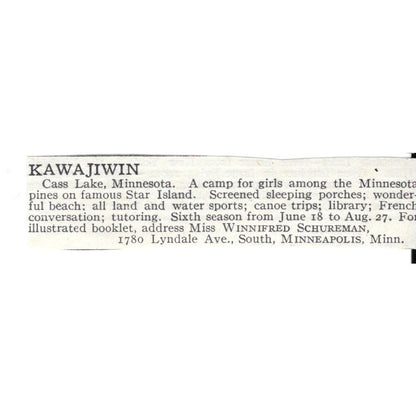 KAWAJIWIN
Cass Lake, Minnesota. A camp for girls among the Minnesota
pines on famous Star Island. Screened sleeping porches; wonder-
ful beach; all land and water sports; canoe trips; library; French
conversation; tutoring. Sixth season from June 18 to Aug. 27. For
illustrated booklet, address Miss WINNIFRED SCHUREMAN,
1780 Lyndale Ave., South, MINNEAPOLIS, Minn.